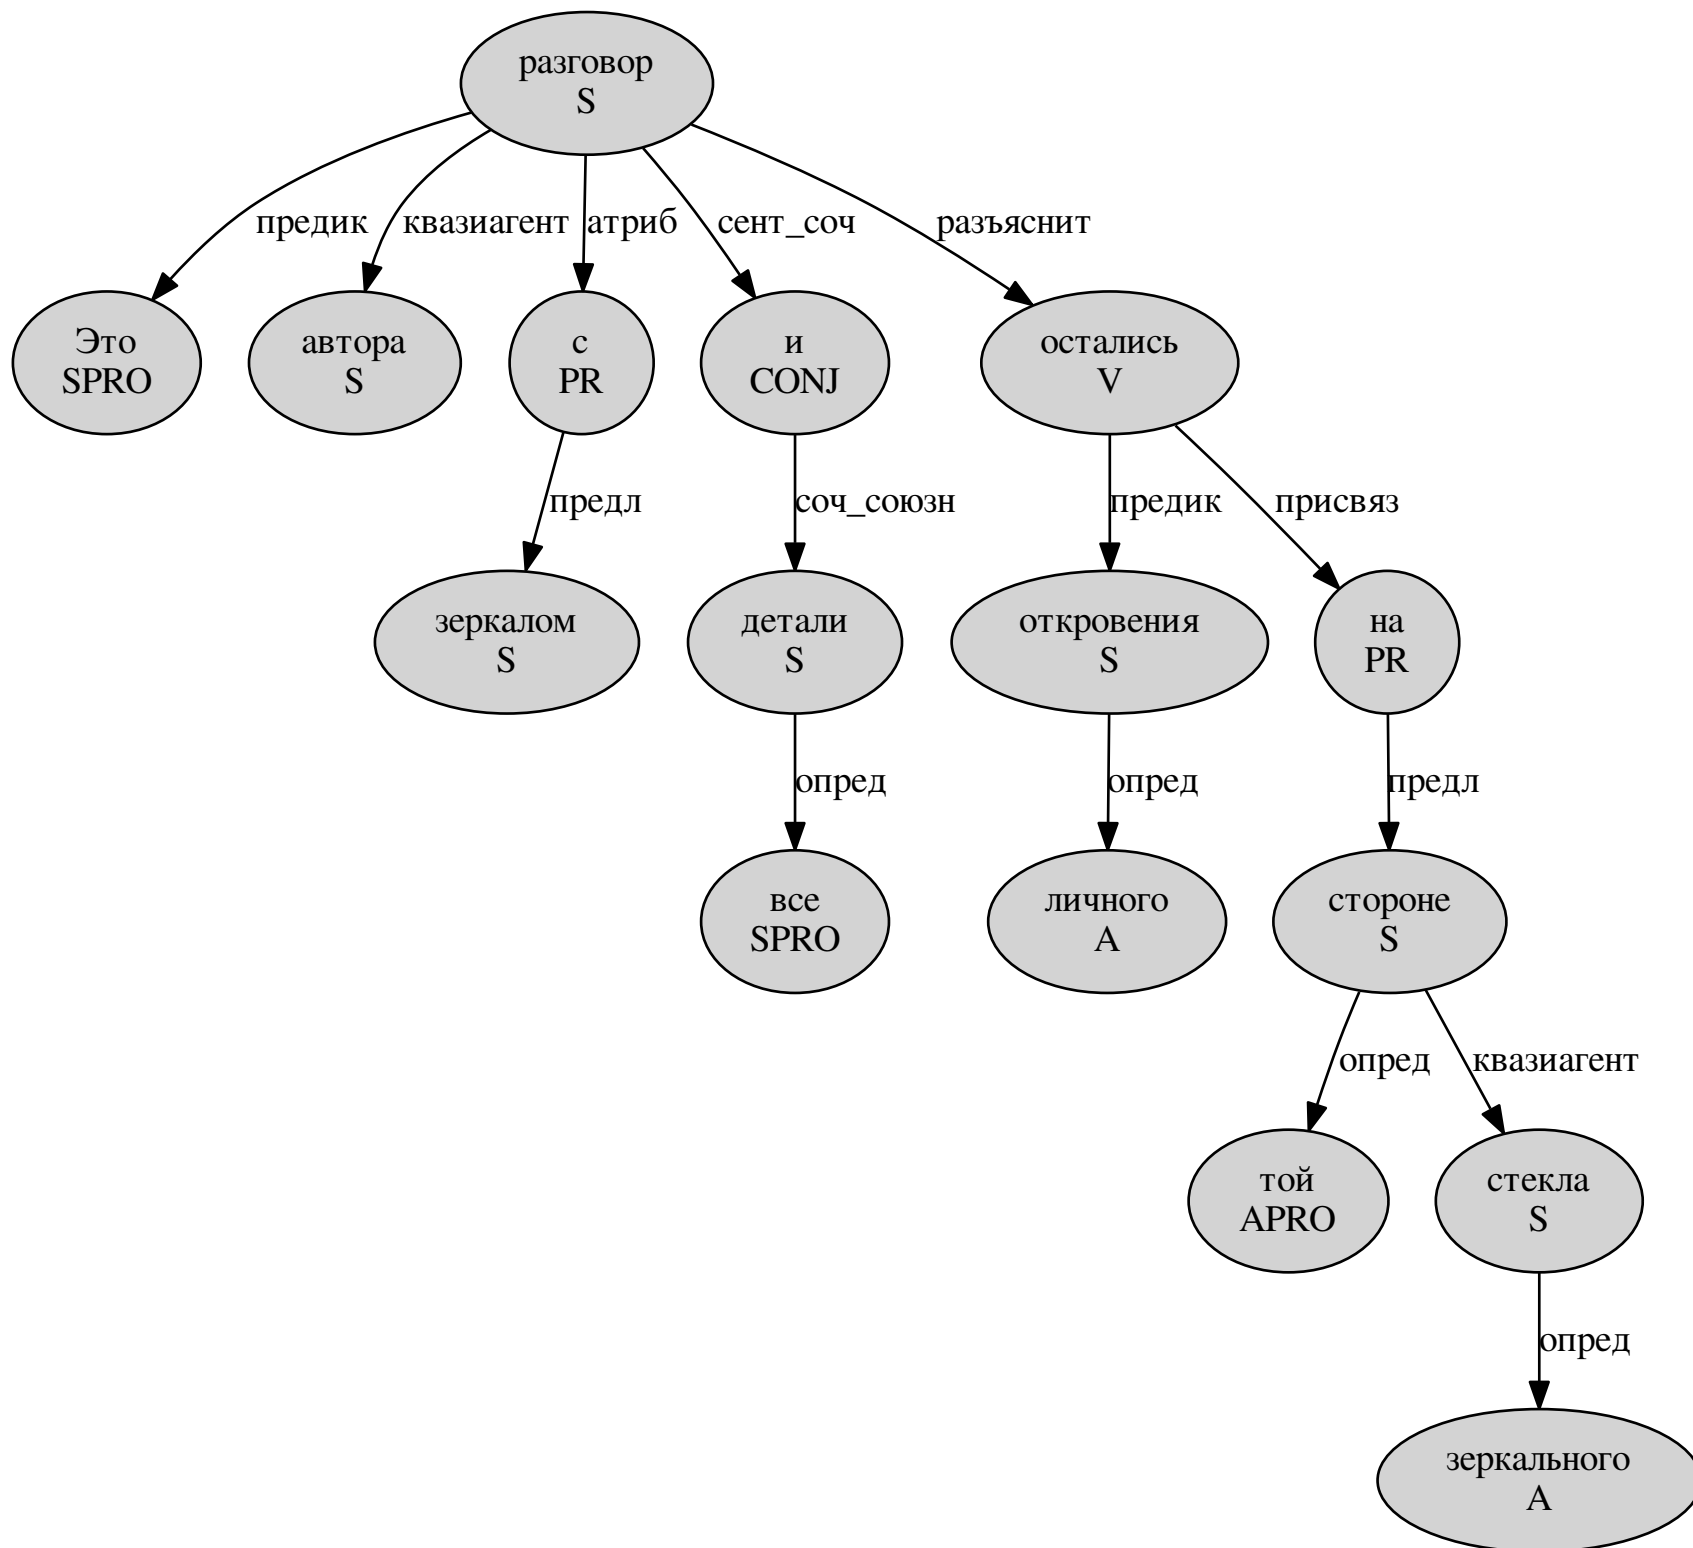 разговор
S
предик
квазиагент
атриб
сент_соч
разъяснит
Это
SPRO
автора
S
с
PR
и
CONJ
остались
V
предл
соч_союзн
предик
присвяз
зеркалом
S
детали
S
откровения
S
на
PR
опред
опред
предл
все
SPRO
личного
A
стороне
S
опред
квазиагент
той
APRO
стекла
S
опред
зеркального
A